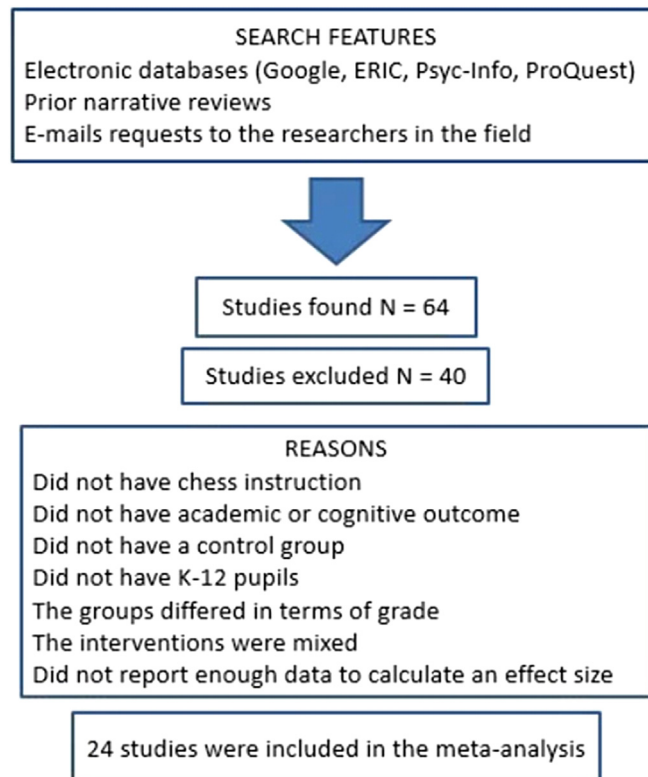 SEARCH FEATURES
Electronic databases (Google, ERIC, Psyc-Info, ProQuest)
Prior narrative reviews
E-mails requests to the researchers in the field
Studies found N = 64
Studies excluded N = 40
REASONS
Did not have chess instruction
Did not have academic or cognitive outcome
Did not have a control group
Did not have K-12 pupils
The groups differed in terms of grade
The interventions were mixed
Did not report enough data to calculate an effect size
24 studies were included in the meta-analysis